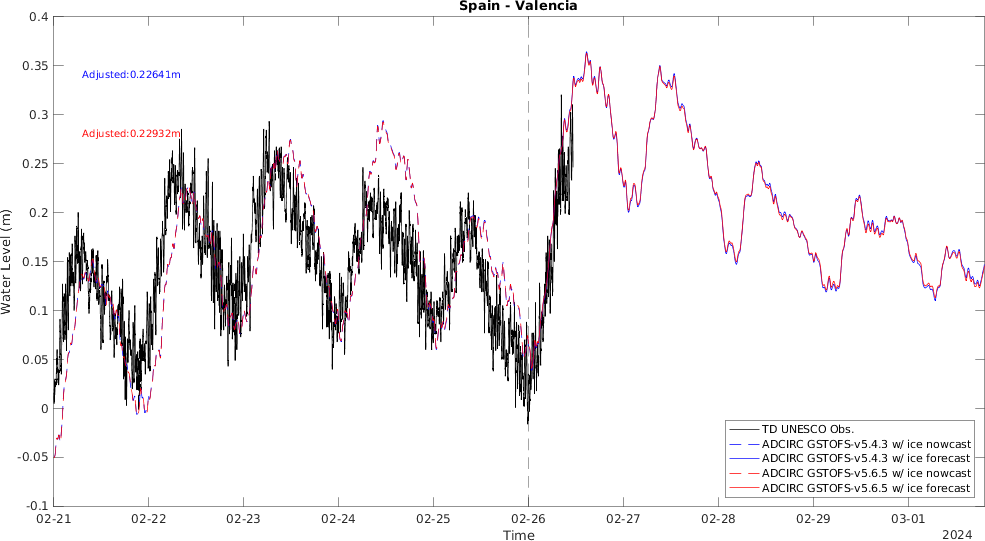 Spain - Valencia
0.4
0.35
0.3
0.25
0.2
0.15
0.1
0.05
0
-0.05
-0.1
Water Level (m)
Adjusted:0.22641m
Adjusted:0.22932m
TD UNESCO Obs.
ADCIRC GSTOFS-v5.4.3 w/ ice nowcast
ADCIRC GSTOFS-v5.4.3 w/ ice forecast
ADCIRC GSTOFS-v5.6.5 w/ ice nowcast
ADCIRC GSTOFS-v5.6.5 w/ ice forecast
02-21 02-22 02-23 02-24 02-25 02-26 02-27 02-28 02-29 03-01
Time
2024